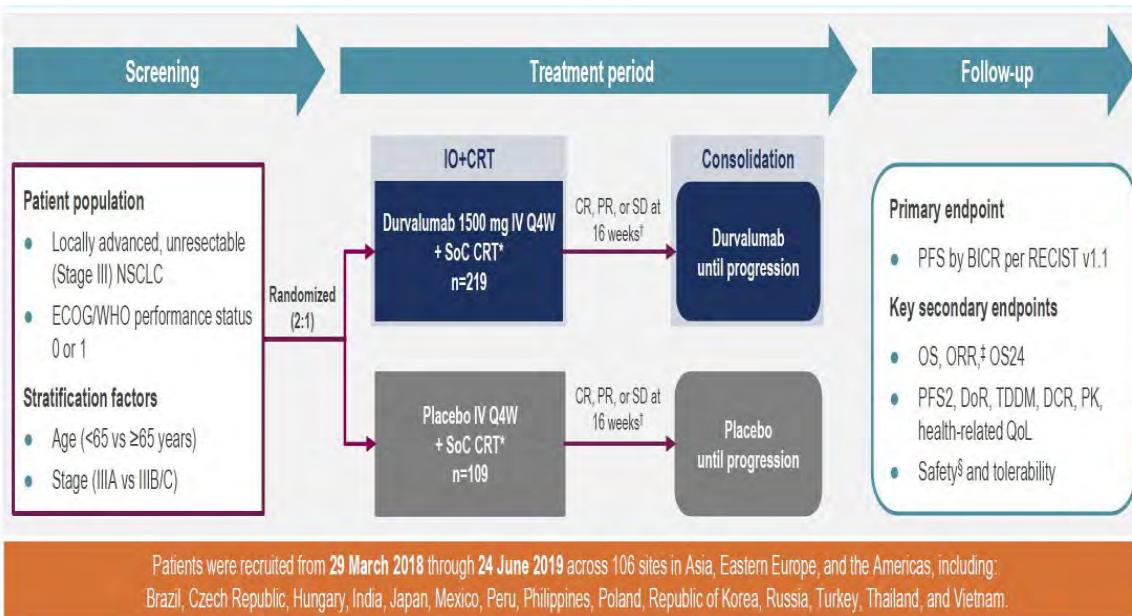 Screening
Treatment period
Follow-up
Patient population
● Locally advanced, unresectable
(Stage III) NSCLC
● ECOG/WHO performance status
0 or 1
Stratification factors
● Age (<65 vs ≥65 years)
● Stage (IIIA vs IIIB/C)
Randomized
(2:1)
IO+CRT
Durvalumab 1500 mg IV Q4W
+ SoC CRT*
n=219
CR, PR, or SD at
16 weeks†
Consolidation
Durvalumab
until progression
Placebo IV Q4W
+ SoC CRT*
n=109
CR, PR, or SD at
16 weeks†
Placebo
until progression
Primary endpoint
● PFS by BICR per RECIST v1.1
Key secondary endpoints
● OS, ORR,‡ OS24
● PFS2, DoR, TDDM, DCR, PK,
health-related QoL
● Safety§ and tolerability
Patients were recruited from 29 March 2018 through 24 June 2019 across 106 sites in Asia, Eastern Europe, and the Americas, including:
Brazil, Czech Republic, Hungary, India, Japan, Mexico, Peru, Philippines, Poland, Republic of Korea, Russia, Turkey, Thailand, and Vietnam.